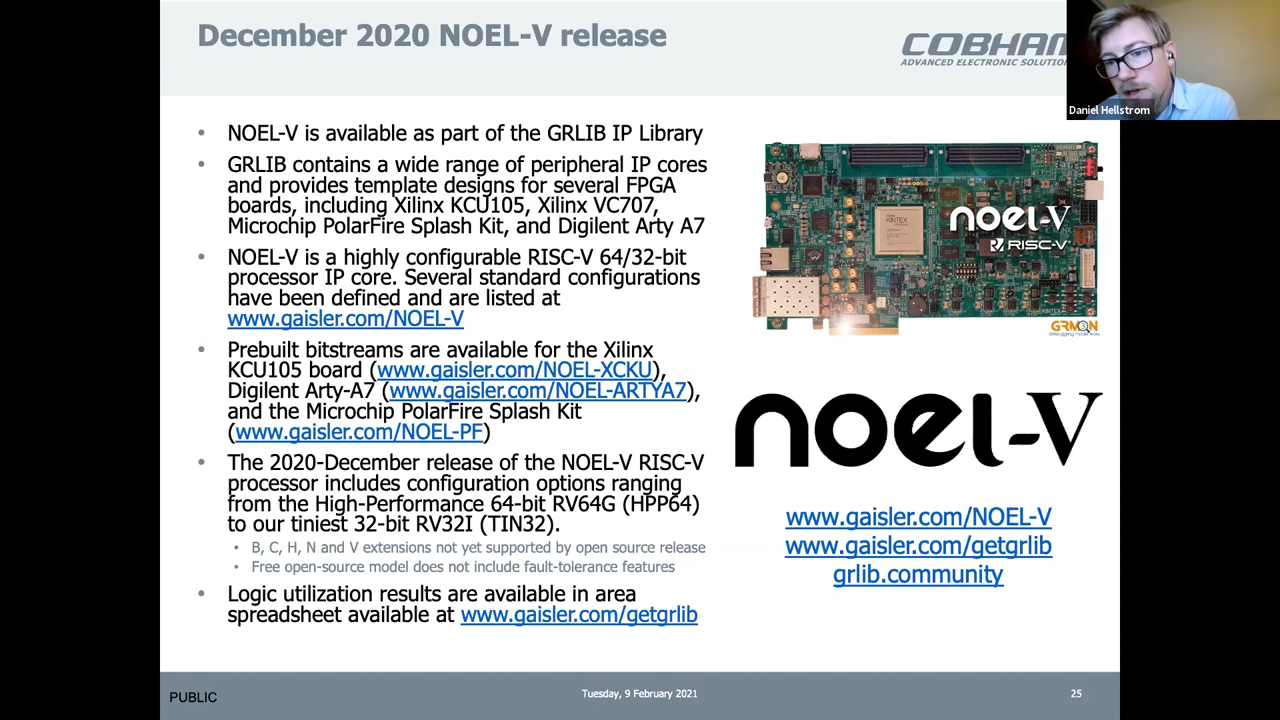 December 2020 NOEL-V release
COBHAM
ADVANCED ELECTRONIC SOLUTION
Daniel Hellstrom
• NOEL-V is available as part of the GRLIB IP Library
• GRLIB contains a wide range of peripheral IP cores
and provides template designs for several FPGA
boards, including Xilinx KCU105, Xilinx VC707,
Microchip PolarFire Splash Kit, and Digilent Arty A7
• NOEL-V is a highly configurable RISC-V 64/32-bit
processor IP core. Several standard configurations
have been defined and are listed at
www.gaisler.com/NOEL-V
• Prebuilt bitstreams are available for the Xilinx
KCU105 board (www.gaisler.com/NOEL-XCKU),
Digilent Arty-A7 (www.gaisler.com/NOEL-ARTYA7),
and the Microchip PolarFire Splash Kit
(www.gaisler.com/NOEL-PF)
• The 2020-December release of the NOEL-V RISC-V
processor includes configuration options ranging
from the High-Performance 64-bit RV64G (HPP64)
to our tiniest 32-bit RV32I (TIN32).
• B, C, H, N and V extensions not yet supported by open source release
• Free open-source model does not include fault-tolerance features
• Logic utilization results are available in area
spreadsheet available at www.gaisler.com/getgrlib
KINTEX
noel-V
RISC-V
GRMON
noel-V
www.gaisler.com/NOEL-V
www.gaisler.com/getgrlib
grlib.community
PUBLIC
Tuesday, 9 February 2021
25